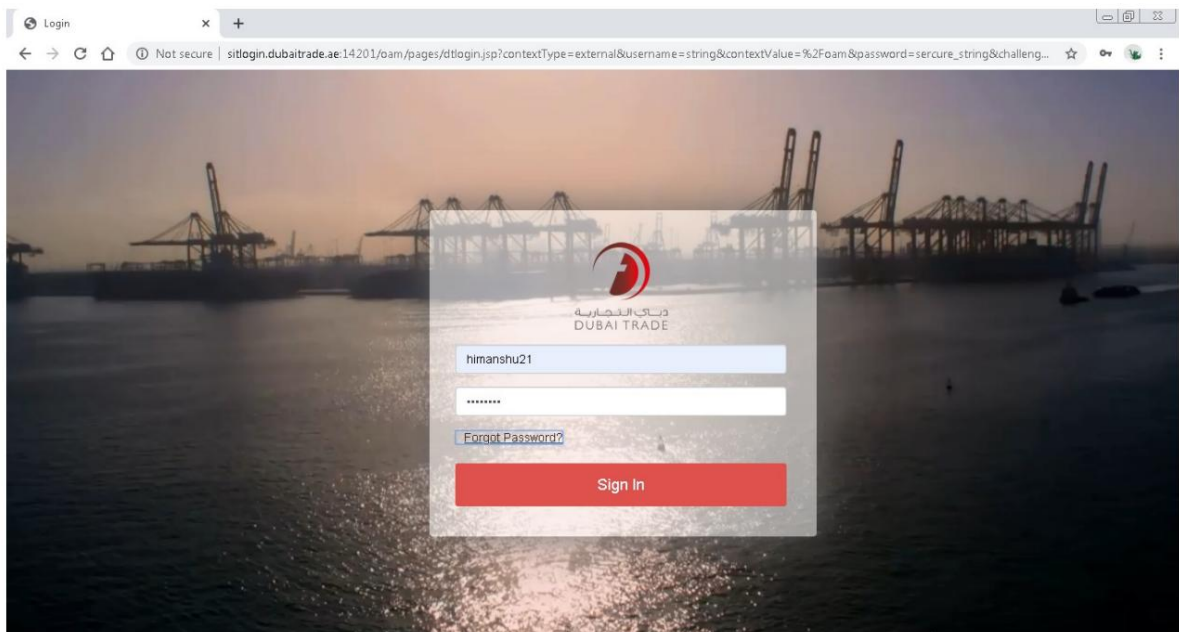 Login
Not secure | sitlogin.dubaitrade.ae:14201/oam/pages/dtlogin.jsp?contextType=external&username=string&contextValue=%2Foam&password=sercure_string&challeng...
دبي التجارية
DUBAI TRADE
himanshu21
Forgot Password?
Sign In